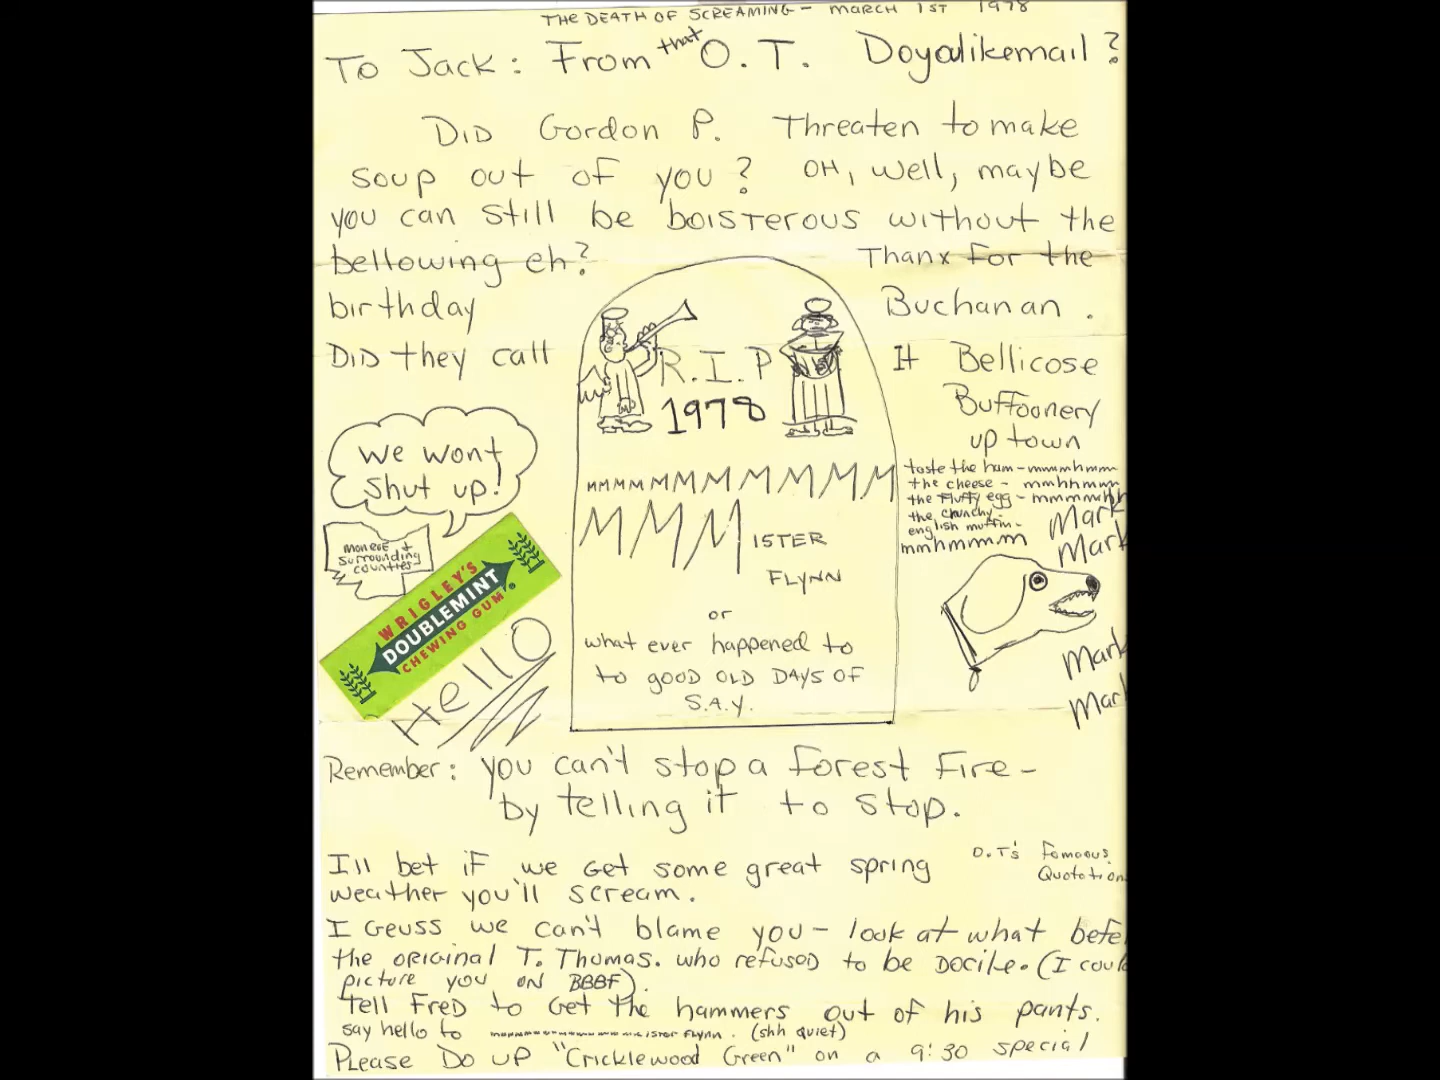 THE DEATH OF SCREAMING - MARCH 1ST 1978
To Jack: From that O.T. Doyalikemail?
DID Gordon P. Threaten to make
soup out of you? OH, well, maybe
you can still be boisterous without the
bellowing eh? Thanx for the
birthday Buchanan.
DID they call It Bellicose
Buffoonery
up town
R.I.P
1978
We wont
Shut up!
taste the ham - mmmhmm
the cheese - mmhhmmm
the fluffy egg - mmmmhh
the crunchy
english muffin -
mmhmmmm
Mark
Mark
Monroe +
surrounding
counties
WRIGLEY'S
DOUBLEMINT
CHEWING GUM
Hello
MMMMMMMMMMM
MMMISTER
FLYNN
or
what ever happened to
to good OLD DAYS OF
S.A.Y.
Mark
Mark
Remember: you can't stop a forest fire -
by telling it to stop.
O.T's Famous
Quotation
I'll bet if we get some great spring
weather you'll scream.
I Geuss we can't blame you - look at what befe
the original T. Thomas. who refused to be Docile. (I coul
picture you on BBBF).
tell Fred to Get the hammers out of his pants.
say hello to mister Flynn. (shh quiet)
Please Do up "Cricklewood Green" on a 9:30 special